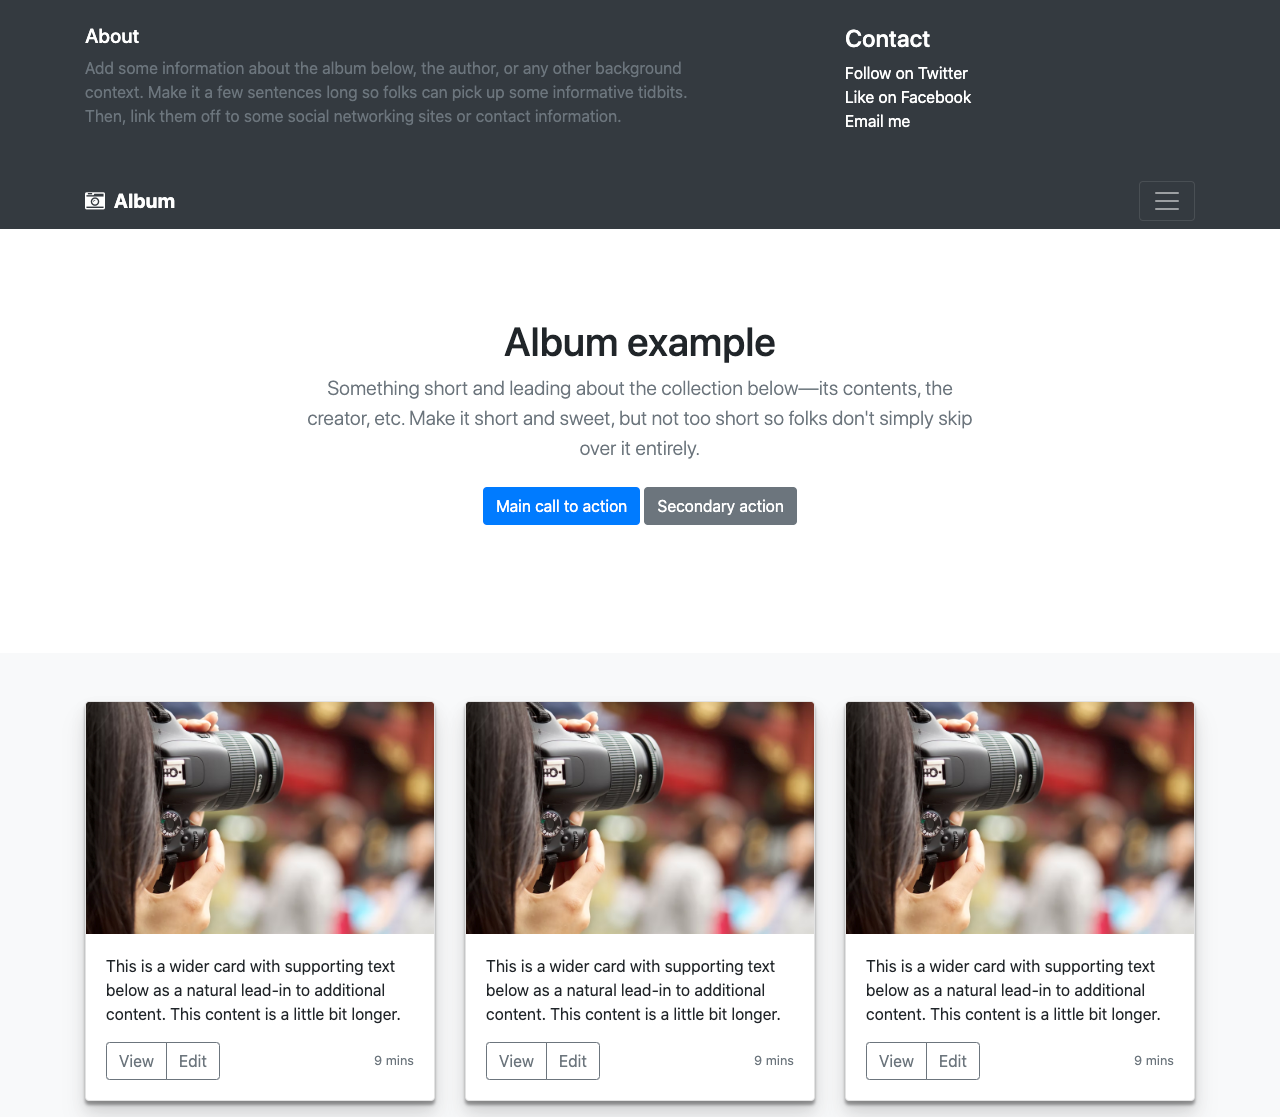 About
Add some information about the album below, the author, or any other background
context. Make it a few sentences long so folks can pick up some informative tidbits.
Then, link them off to some social networking sites or contact information.
Contact
Follow on Twitter
Like on Facebook
Email me
Album
Album example
Something short and leading about the collection below—its contents, the
creator, etc. Make it short and sweet, but not too short so folks don't simply skip
over it entirely.
Main call to action
Secondary action
This is a wider card with supporting text
below as a natural lead-in to additional
content. This content is a little bit longer.
View
Edit
9 mins
This is a wider card with supporting text
below as a natural lead-in to additional
content. This content is a little bit longer.
View
Edit
9 mins
This is a wider card with supporting text
below as a natural lead-in to additional
content. This content is a little bit longer.
View
Edit
9 mins